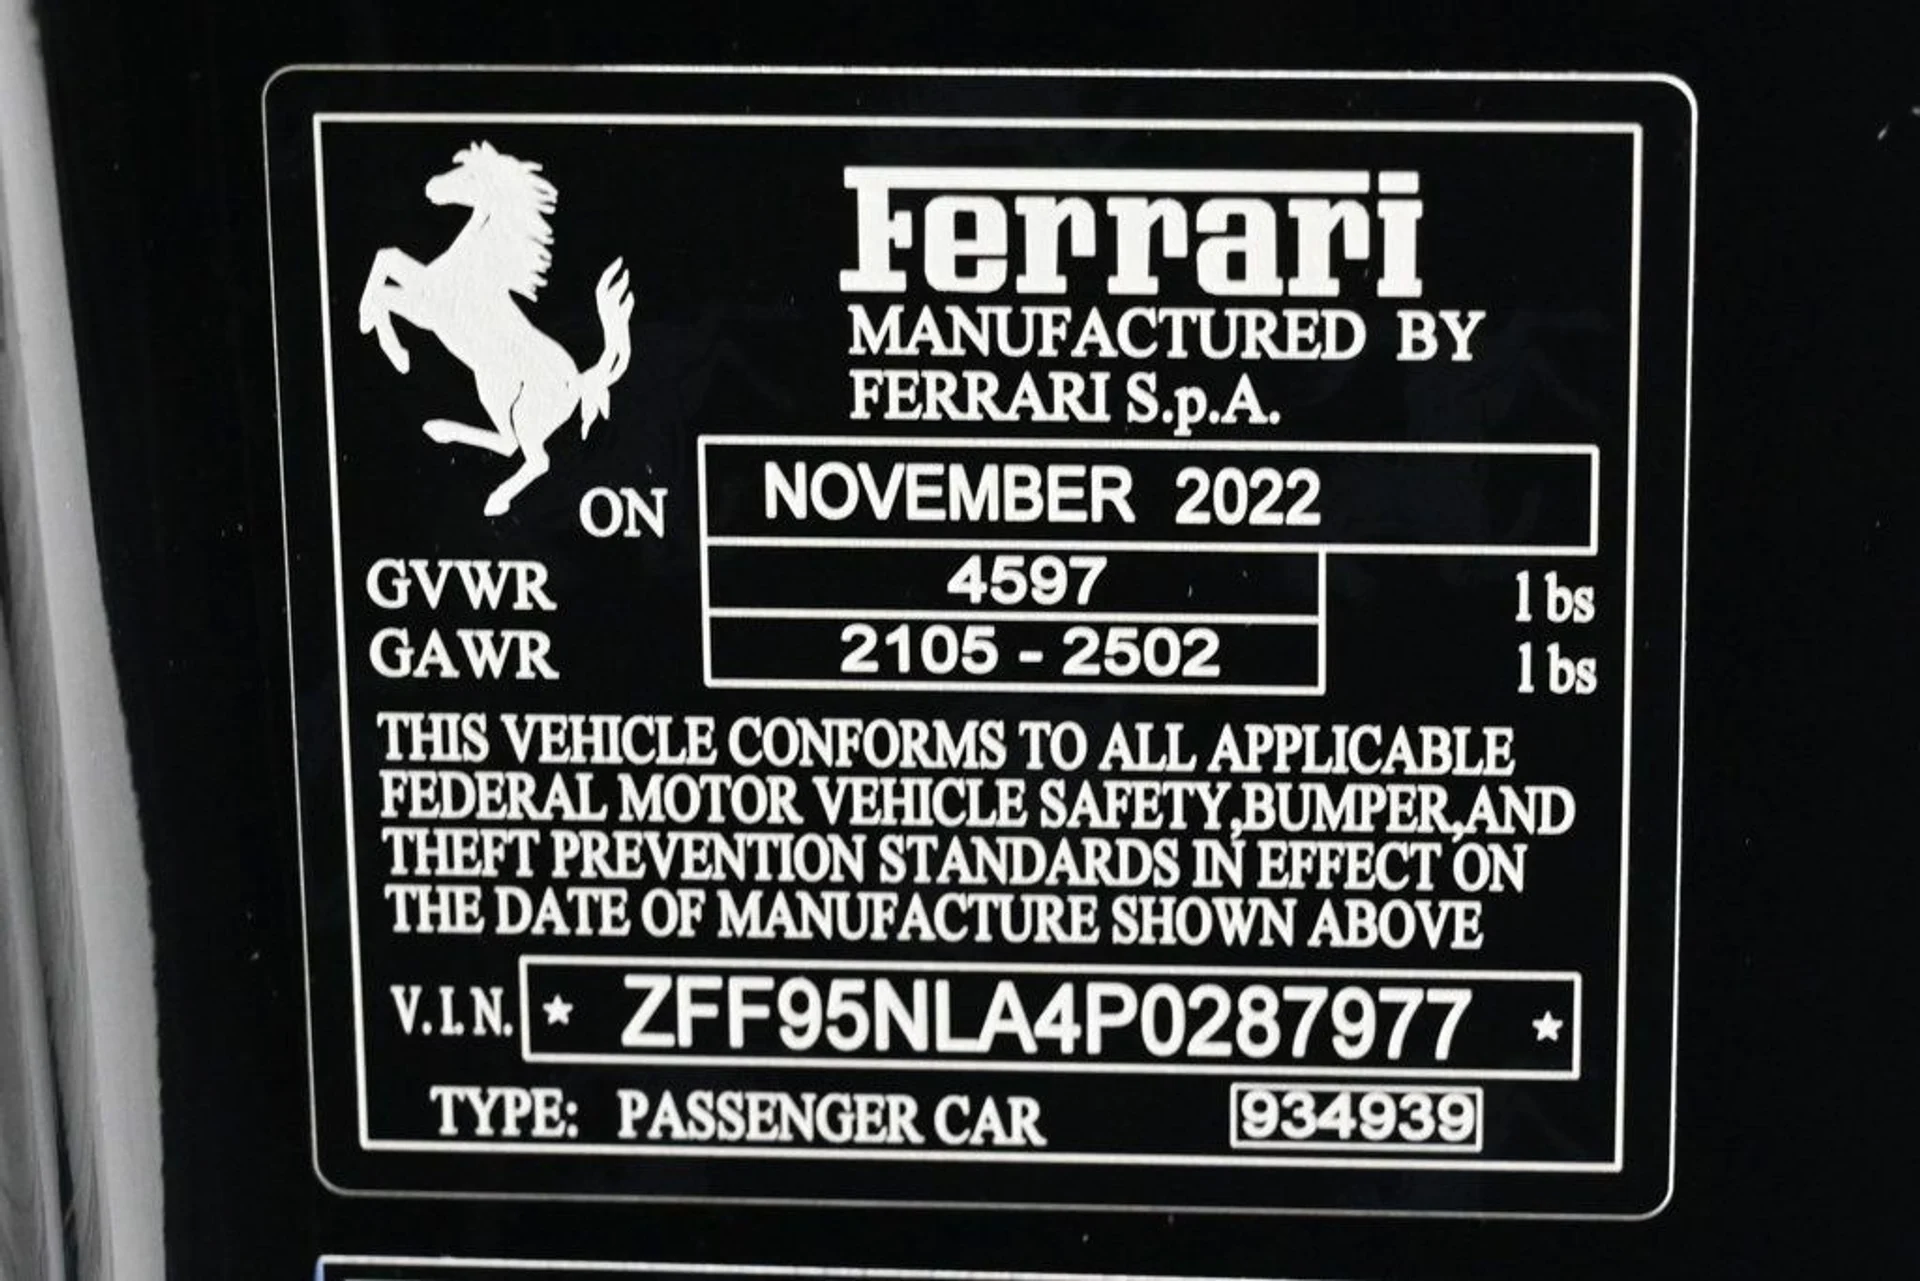 Ferrari
MANUFACTURED BY
FERRARI S.p.A.
ON NOVEMBER 2022
GVWR 4597 lbs
GAWR 2105 - 2502 lbs
THIS VEHICLE CONFORMS TO ALL APPLICABLE
FEDERAL MOTOR VEHICLE SAFETY,BUMPER,AND
THEFT PREVENTION STANDARDS IN EFFECT ON
THE DATE OF MANUFACTURE SHOWN ABOVE
V.I.N. ★ ZFF95NLA4P0287977 ★
TYPE: PASSENGER CAR 934939